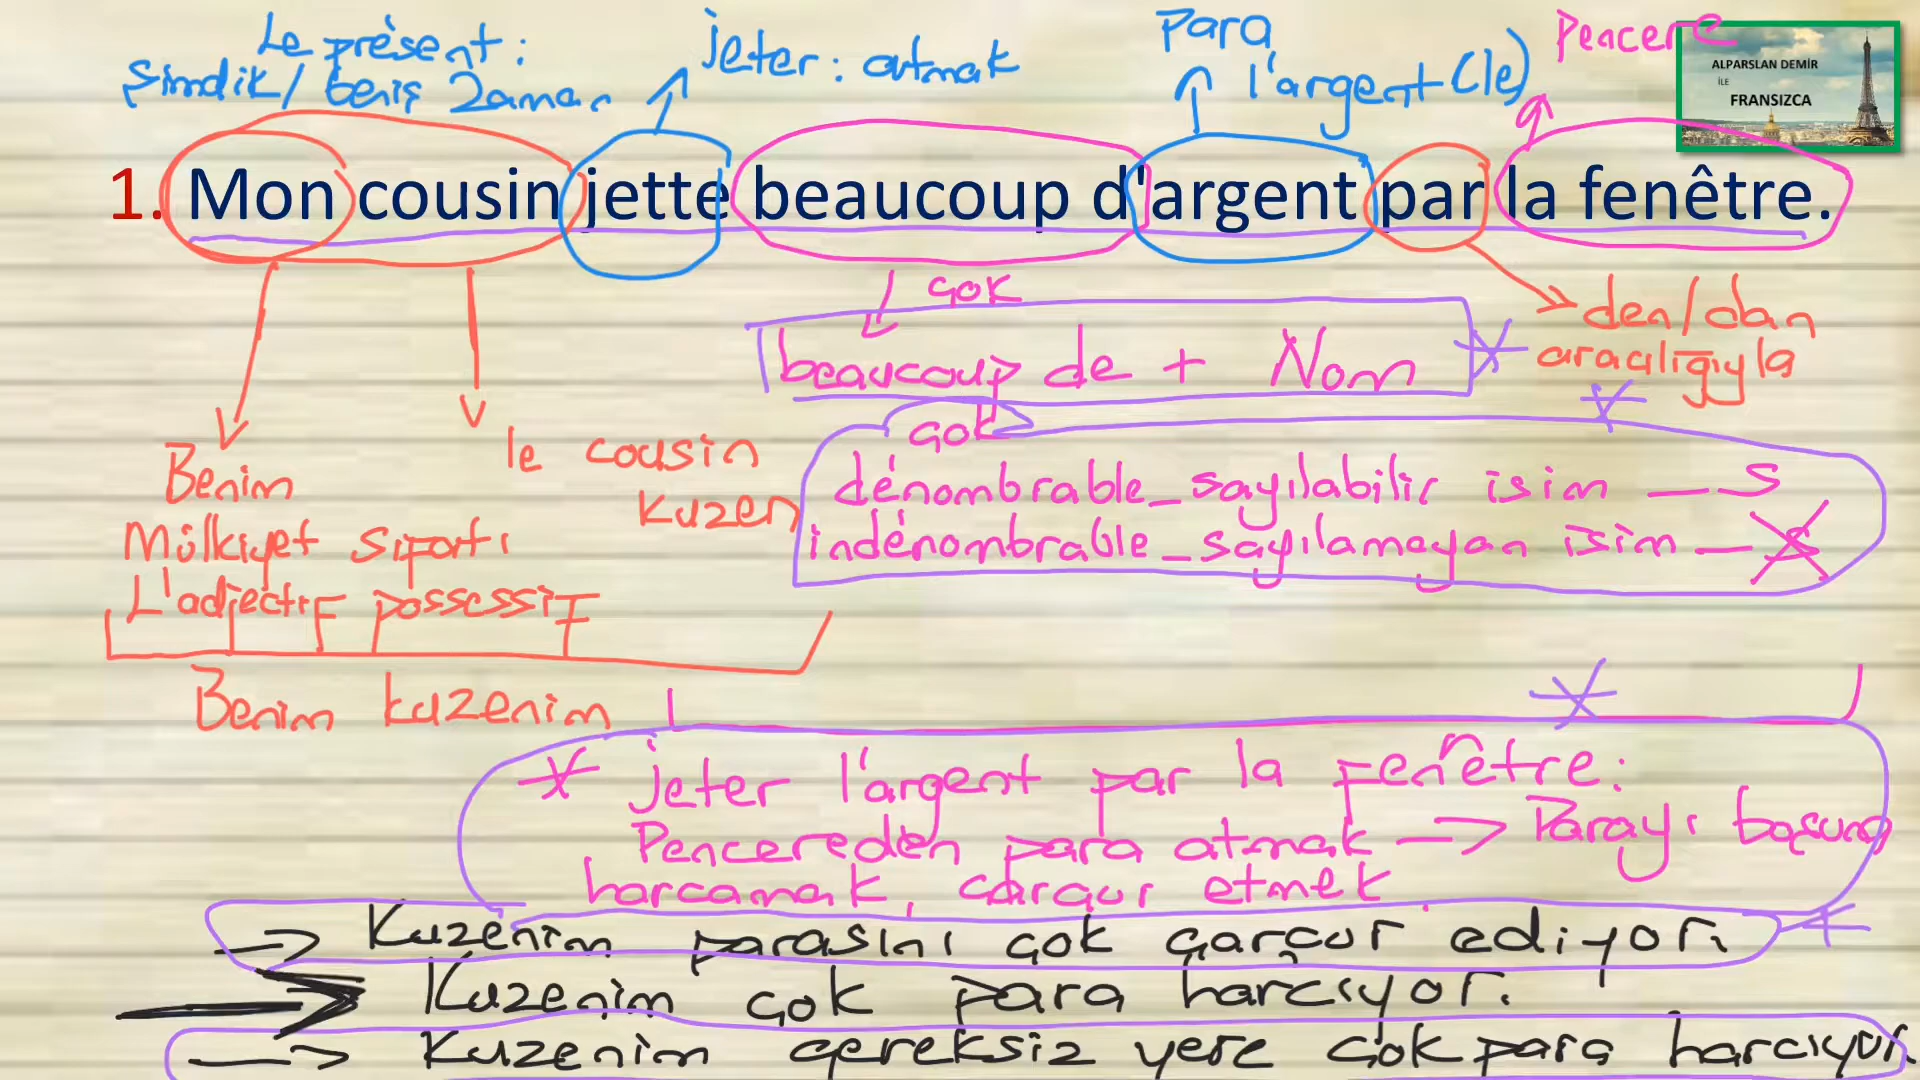 Le présent :
Şimdik/ Geniş Zaman
jeter : atmak
Para
l'argent (le)
Pencere
ALPARSLAN DEMİR
İLE
FRANSIZCA
1. Mon cousin jette beaucoup d'argent par la fenêtre.
çok
den/dan
aracılığıyla
beaucoup de + Nom
çok
Benim
le cousin
kuzen
Mülkiyet sıfatı
L'adjectif possessif
dénombrable_sayılabilir isim – S
indénombrable_sayılamayan isim – S
Benim kuzenim
* jeter l'argent par la fenêtre:
Pencereden para atmak –> Parayı boşuna
harcamak, çarçur etmek
-> Kuzenim parasını çok çarçur ediyor.
-> Kuzenim çok para harcıyor.
-> Kuzenim gereksiz yere çok para harcıyor